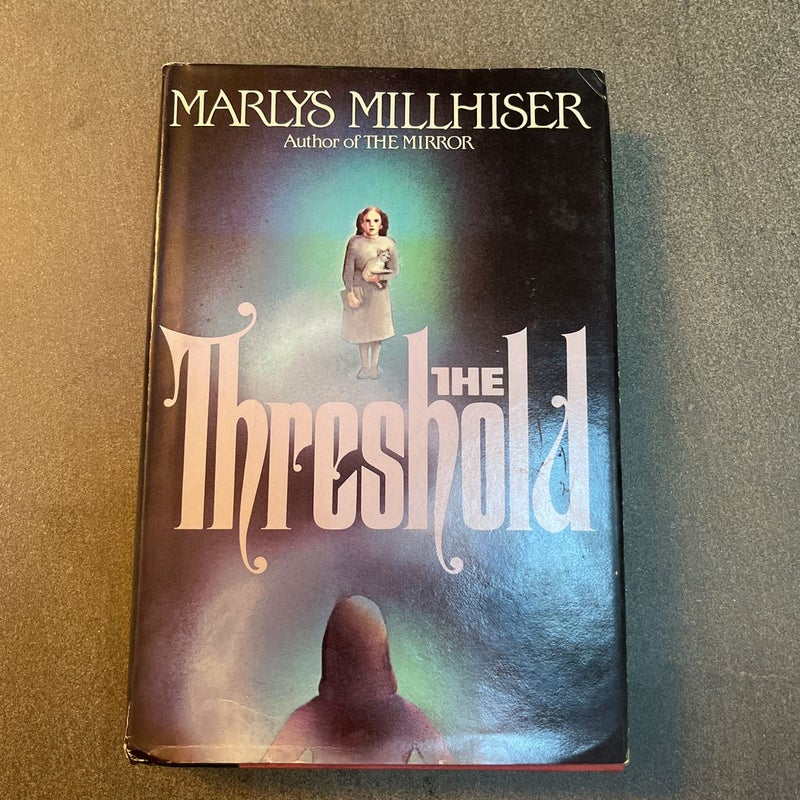 MARLYS MILLHISER
Author of THE MIRROR
THE
Threshold